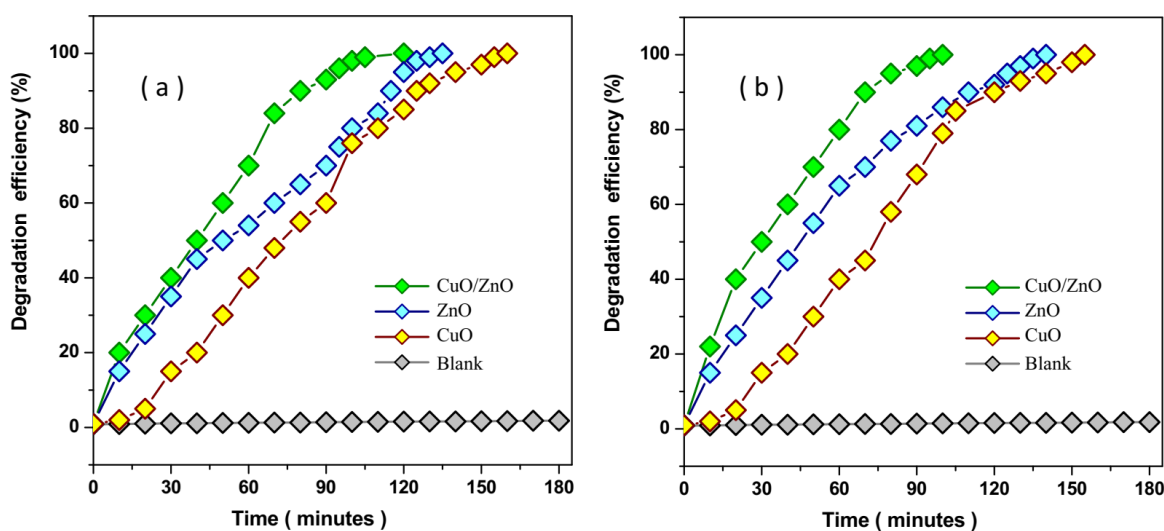 ( a )
Degradation efficiency (%)
100
80
60
40
20
0
CuO/ZnO
ZnO
CuO
Blank
0 30 60 90 120 150 180
Time ( minutes )
( b )
Degradation efficiency (%)
100
80
60
40
20
0
CuO/ZnO
ZnO
CuO
Blank
0 30 60 90 120 150 180
Time ( minutes )